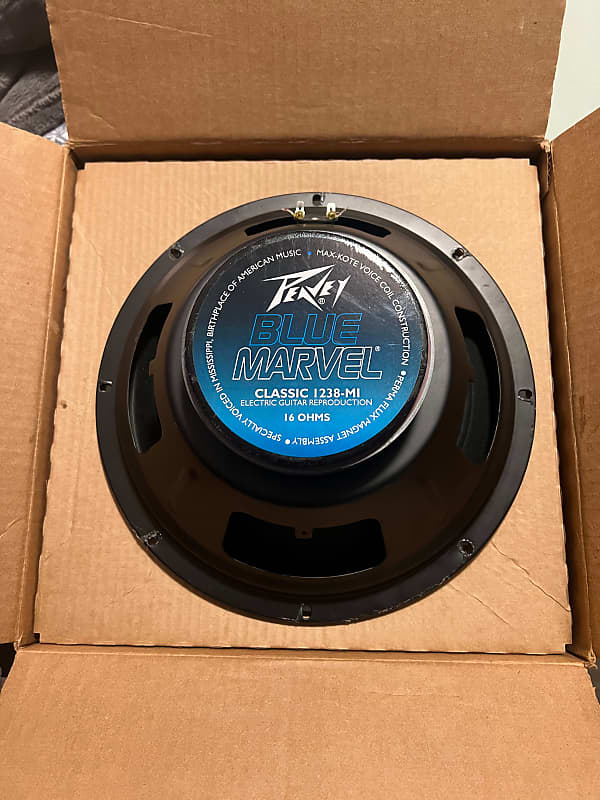 PEAVEY®
BLUE
MARVEL®
CLASSIC 1238-MI
ELECTRIC GUITAR REPRODUCTION
16 OHMS
SPECIALLY VOICED IN MISSISSIPPI, BIRTHPLACE OF AMERICAN MUSIC • MAX-KOTE VOICE COIL CONSTRUCTION • PERMA FLUX MAGNET ASSEMBLY •